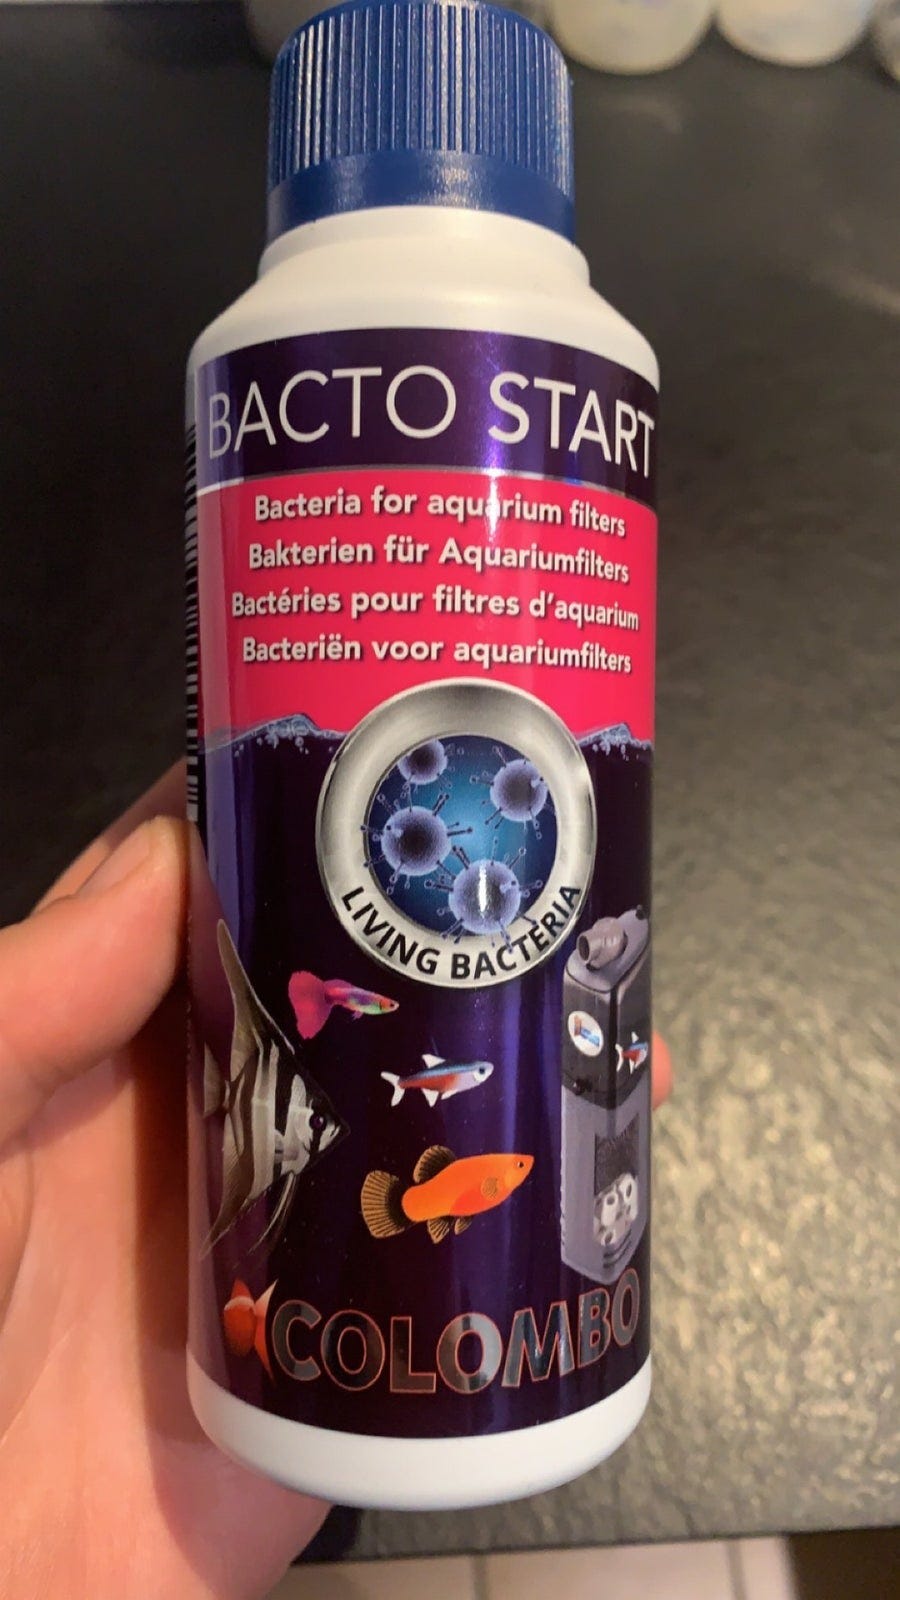 BACTO START
Bacteria for aquarium filters
Bakterien für Aquariumfilters
Bactéries pour filtres d'aquarium
Bacteriën voor aquariumfilters
LIVING BACTERIA
COLOMBO